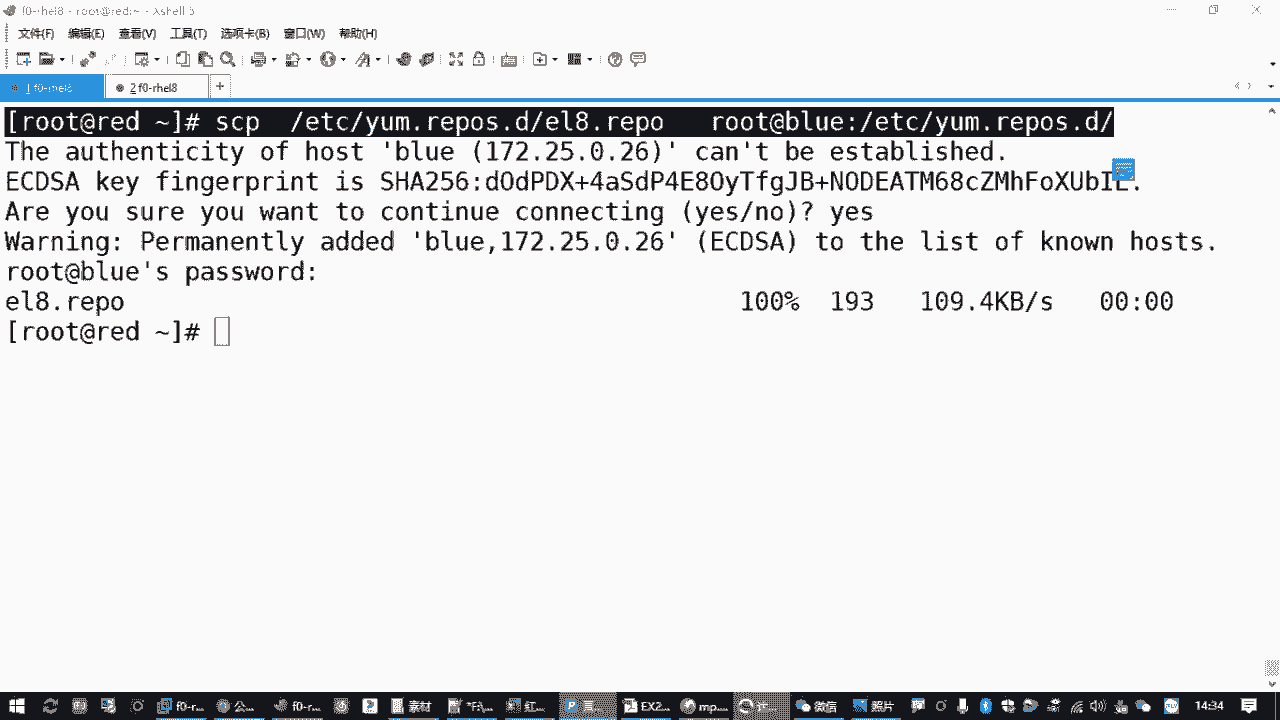 f0-rhel8 - root@red:~ - Xshell 5
文件(F) 编辑(E) 查看(V) 工具(T) 选项卡(B) 窗口(W) 帮助(H)
1 f0-rhel8 2 f0-rhel8 +
[root@red ~]# scp  /etc/yum.repos.d/el8.repo   root@blue:/etc/yum.repos.d/
The authenticity of host 'blue (172.25.0.26)' can't be established.
ECDSA key fingerprint is SHA256:dOdPDX+4aSdP4E8OyTfgJB+NODEATM68cZMhFoXUbIE.
Are you sure you want to continue connecting (yes/no)? yes
Warning: Permanently added 'blue,172.25.0.26' (ECDSA) to the list of known hosts.
root@blue's password:
el8.repo 100% 193 109.4KB/s 00:00
[root@red ~]#
f0-r... 公... f0-r... 素材 红... EX2... mp... 微信 照片 14:34